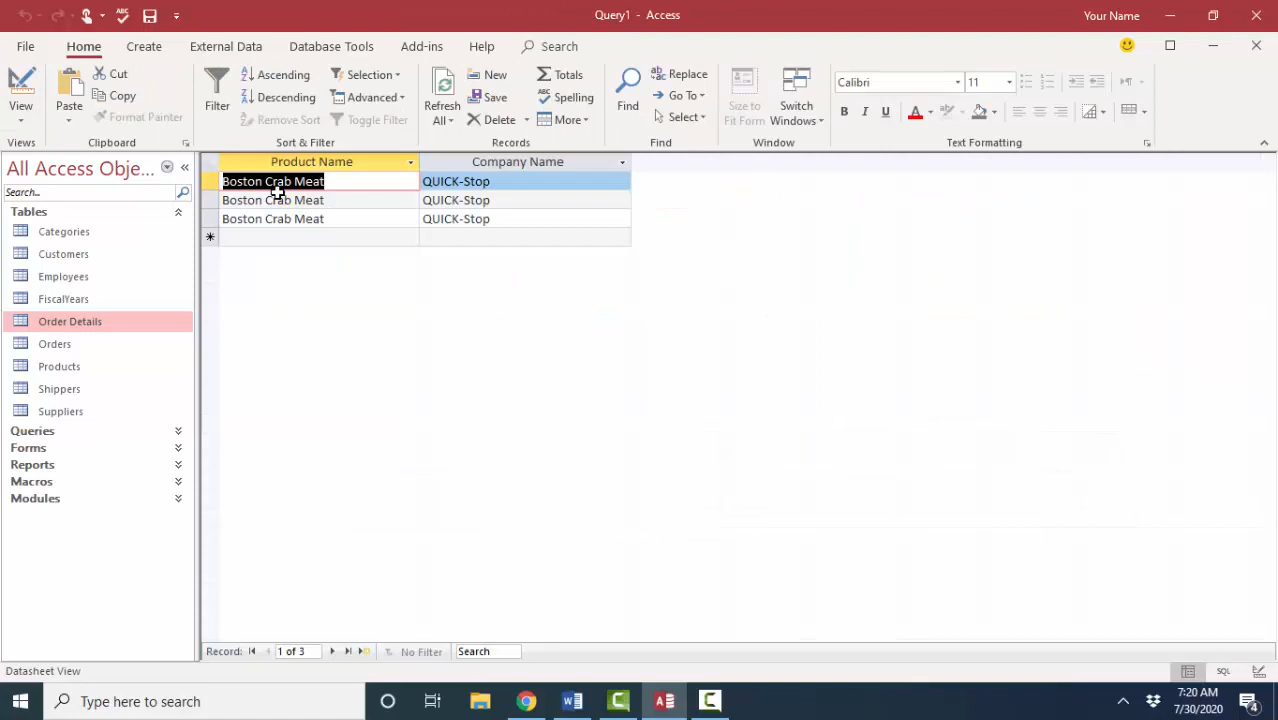 Query1 - Access
Your Name
File Home Create External Data Database Tools Add-ins Help Search
View
Paste
Cut
Copy
Format Painter
Filter
Ascending
Descending
Remove Sort
Selection
Advanced
Toggle Filter
Refresh
All
New
Save
Delete
Totals
Spelling
More
Find
Replace
Go To
Select
Size to
Fit Form
Switch
Windows
Calibri
11
B I U A
Views Clipboard Sort & Filter Records Find Window Text Formatting
All Access Obje...
Search...
Tables
Categories
Customers
Employees
FiscalYears
Order Details
Orders
Products
Shippers
Suppliers
Queries
Forms
Reports
Macros
Modules
Product Name Company Name
Boston Crab Meat QUICK-Stop
Boston Crab Meat QUICK-Stop
Boston Crab Meat QUICK-Stop
Record: 1 of 3 No Filter Search
Datasheet View
SQL
Type here to search
7:20 AM
7/30/2020
4